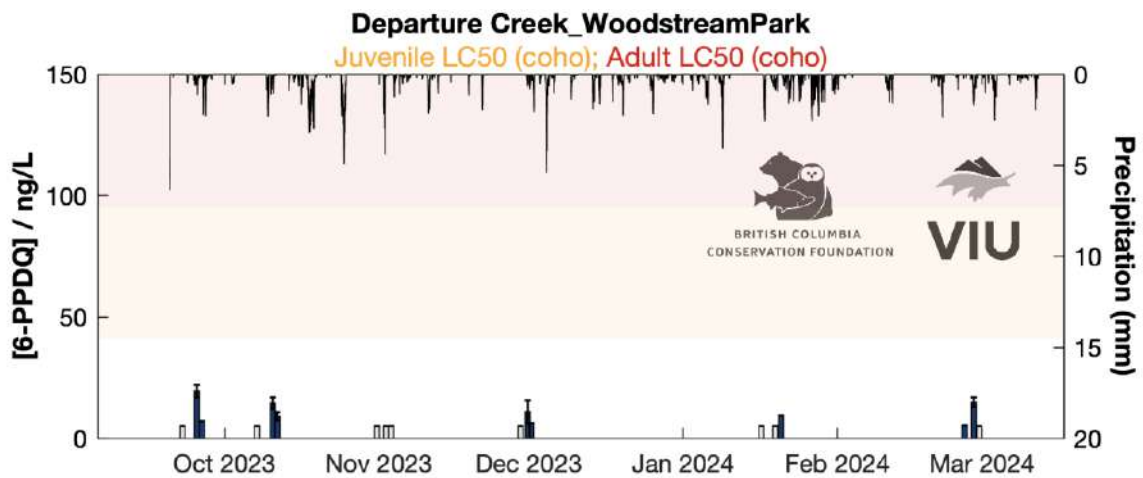 Departure Creek_WoodstreamPark
Juvenile LC50 (coho); Adult LC50 (coho)
[6-PPDQ] / ng/L
150
100
50
0
0
5
10
15
20
Precipitation (mm)
BRITISH COLUMBIA
CONSERVATION FOUNDATION
VIU
Oct 2023
Nov 2023
Dec 2023
Jan 2024
Feb 2024
Mar 2024